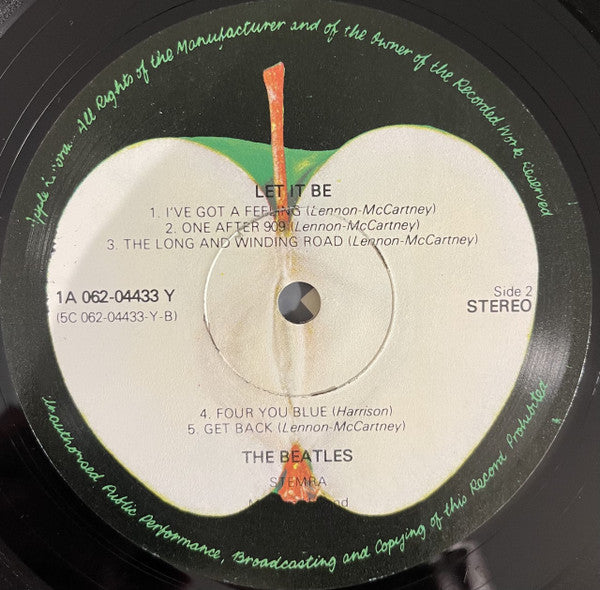 All Rights of the Manufacturer and of the Owner of the Recorded Work Reserved
LET IT BE
1. I'VE GOT A FEELING (Lennon-McCartney)
2. ONE AFTER 909 (Lennon-McCartney)
3. THE LONG AND WINDING ROAD (Lennon-McCartney)
1A 062-04433 Y
(5C 062-04433-Y-B)
Side 2
STEREO
4. FOUR YOU BLUE (Harrison)
5. GET BACK (Lennon-McCartney)
THE BEATLES
STEMRA
Unauthorised Public Performance, Broadcasting and Copying of this Record Prohibited